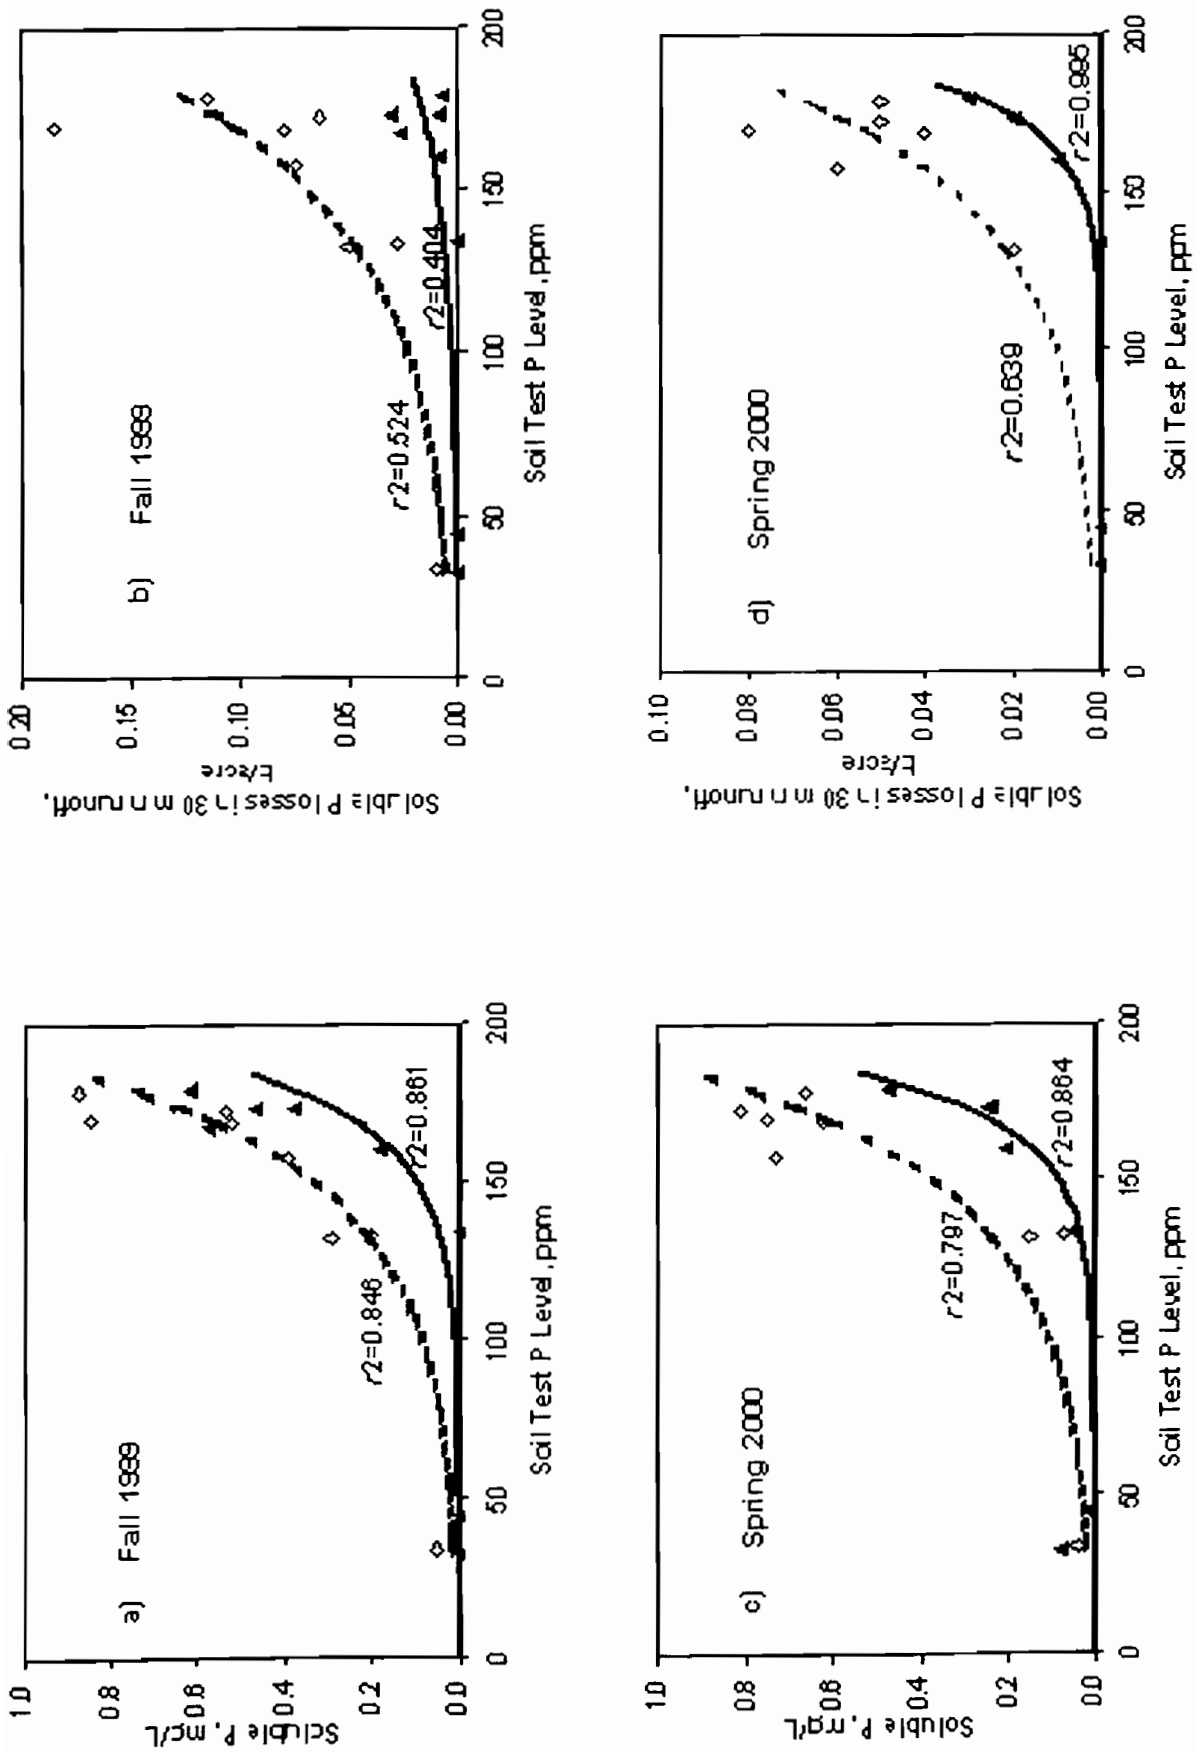 a) Fall 1999
Soluble P, mg/L
1.0
0.8
0.6
0.4
0.2
0.0
r2=0.846
r2=0.861
0 50 100 150 200
Soil Test P Level, ppm
b) Fall 1999
Soluble P losses in 30 min runoff,
lb/acre
0.20
0.15
0.10
0.05
0.00
r2=0.524
r2=0.404
0 50 100 150 200
Soil Test P Level, ppm
c) Spring 2000
Soluble P, mg/L
1.0
0.8
0.6
0.4
0.2
0.0
r2=0.797
r2=0.864
0 50 100 150 200
Soil Test P Level, ppm
d) Spring 2000
Soluble P losses in 30 min runoff,
lb/acre
0.10
0.08
0.06
0.04
0.02
0.00
r2=0.639
r2=0.995
0 50 100 150 200
Soil Test P Level, ppm